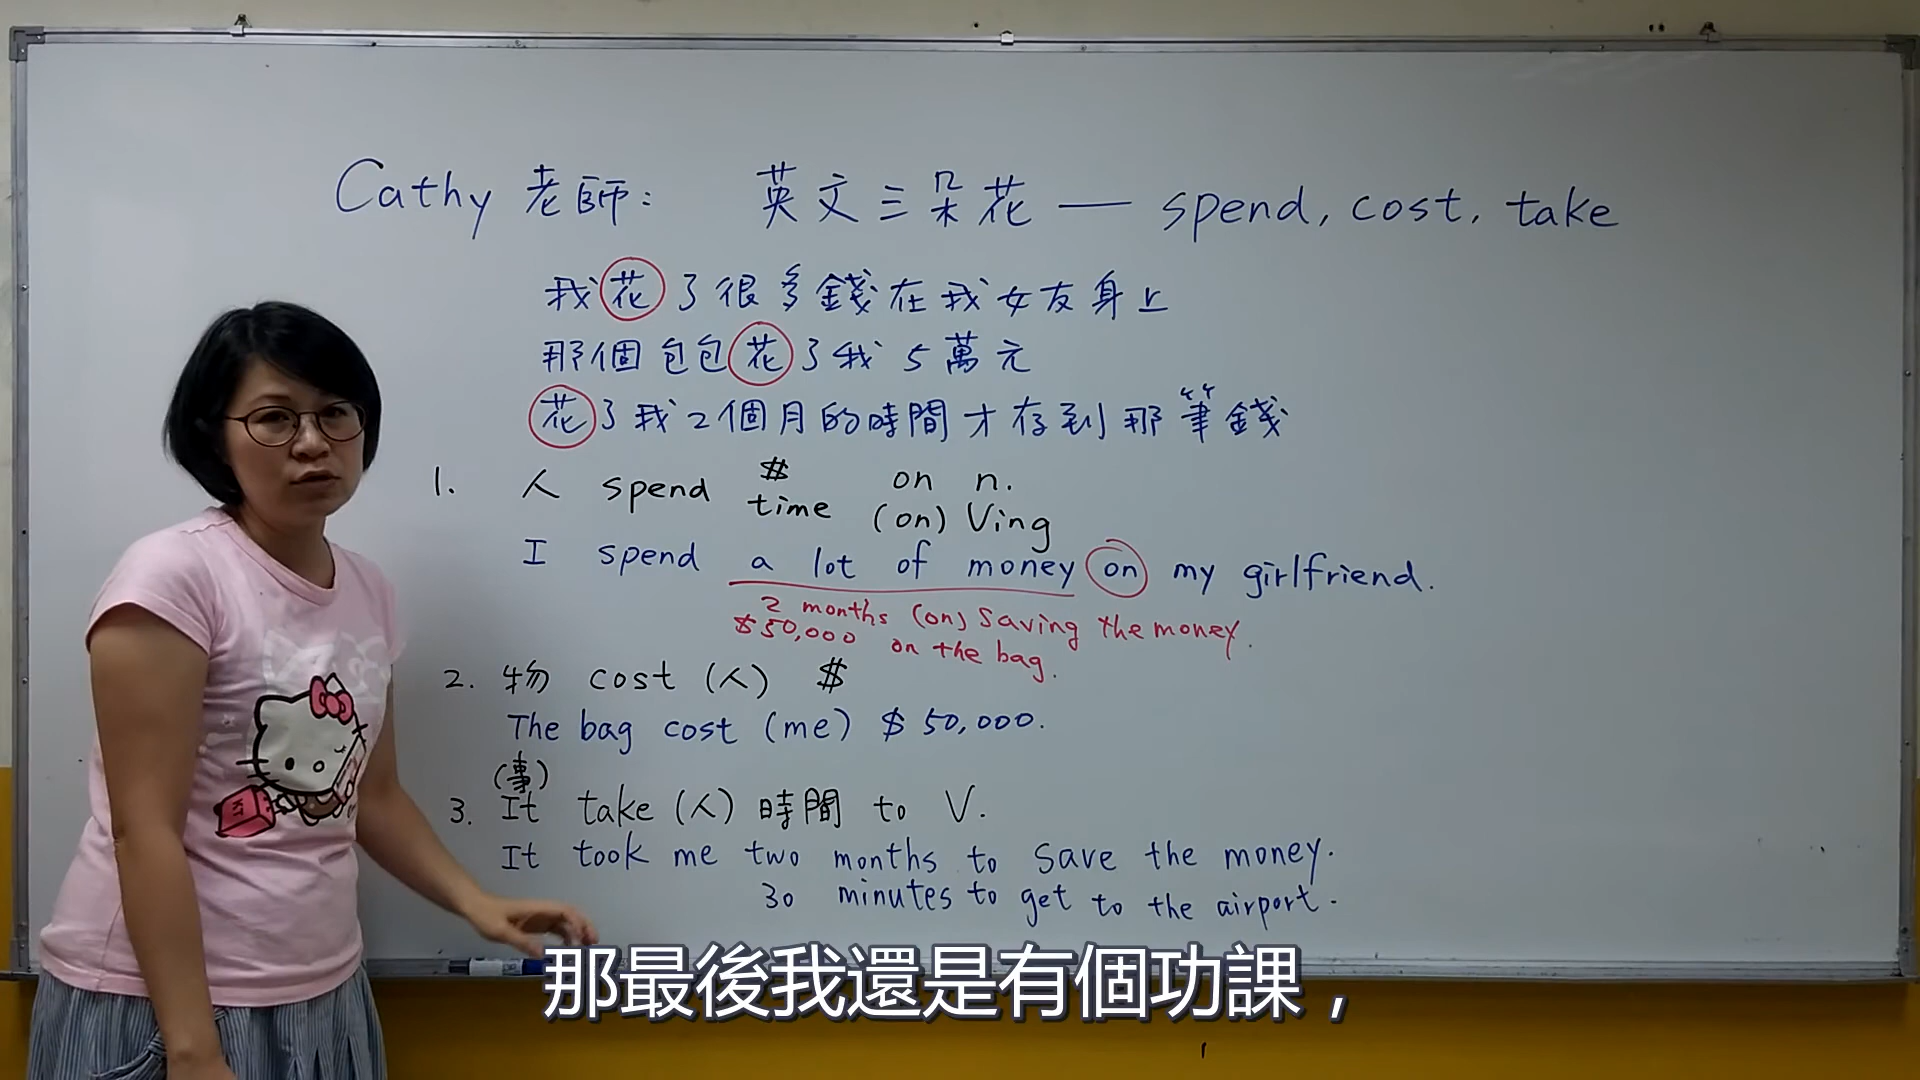 Cathy 老師: 英文三朵花 — spend, cost, take
我花了很多錢在我女友身上
那個包包花了我5萬元
花了我2個月的時間才存到那筆錢
1. 人 spend $ on n.
time (on) Ving
I spend a lot of money on my girlfriend.
2 months (on) saving the money.
$50,000 on the bag.
2. 物 cost (人) $
The bag cost (me) $50,000.
(事)
3. It take (人) 時間 to V.
It took me two months to save the money.
30 minutes to get to the airport.
那最後我還是有個功課，